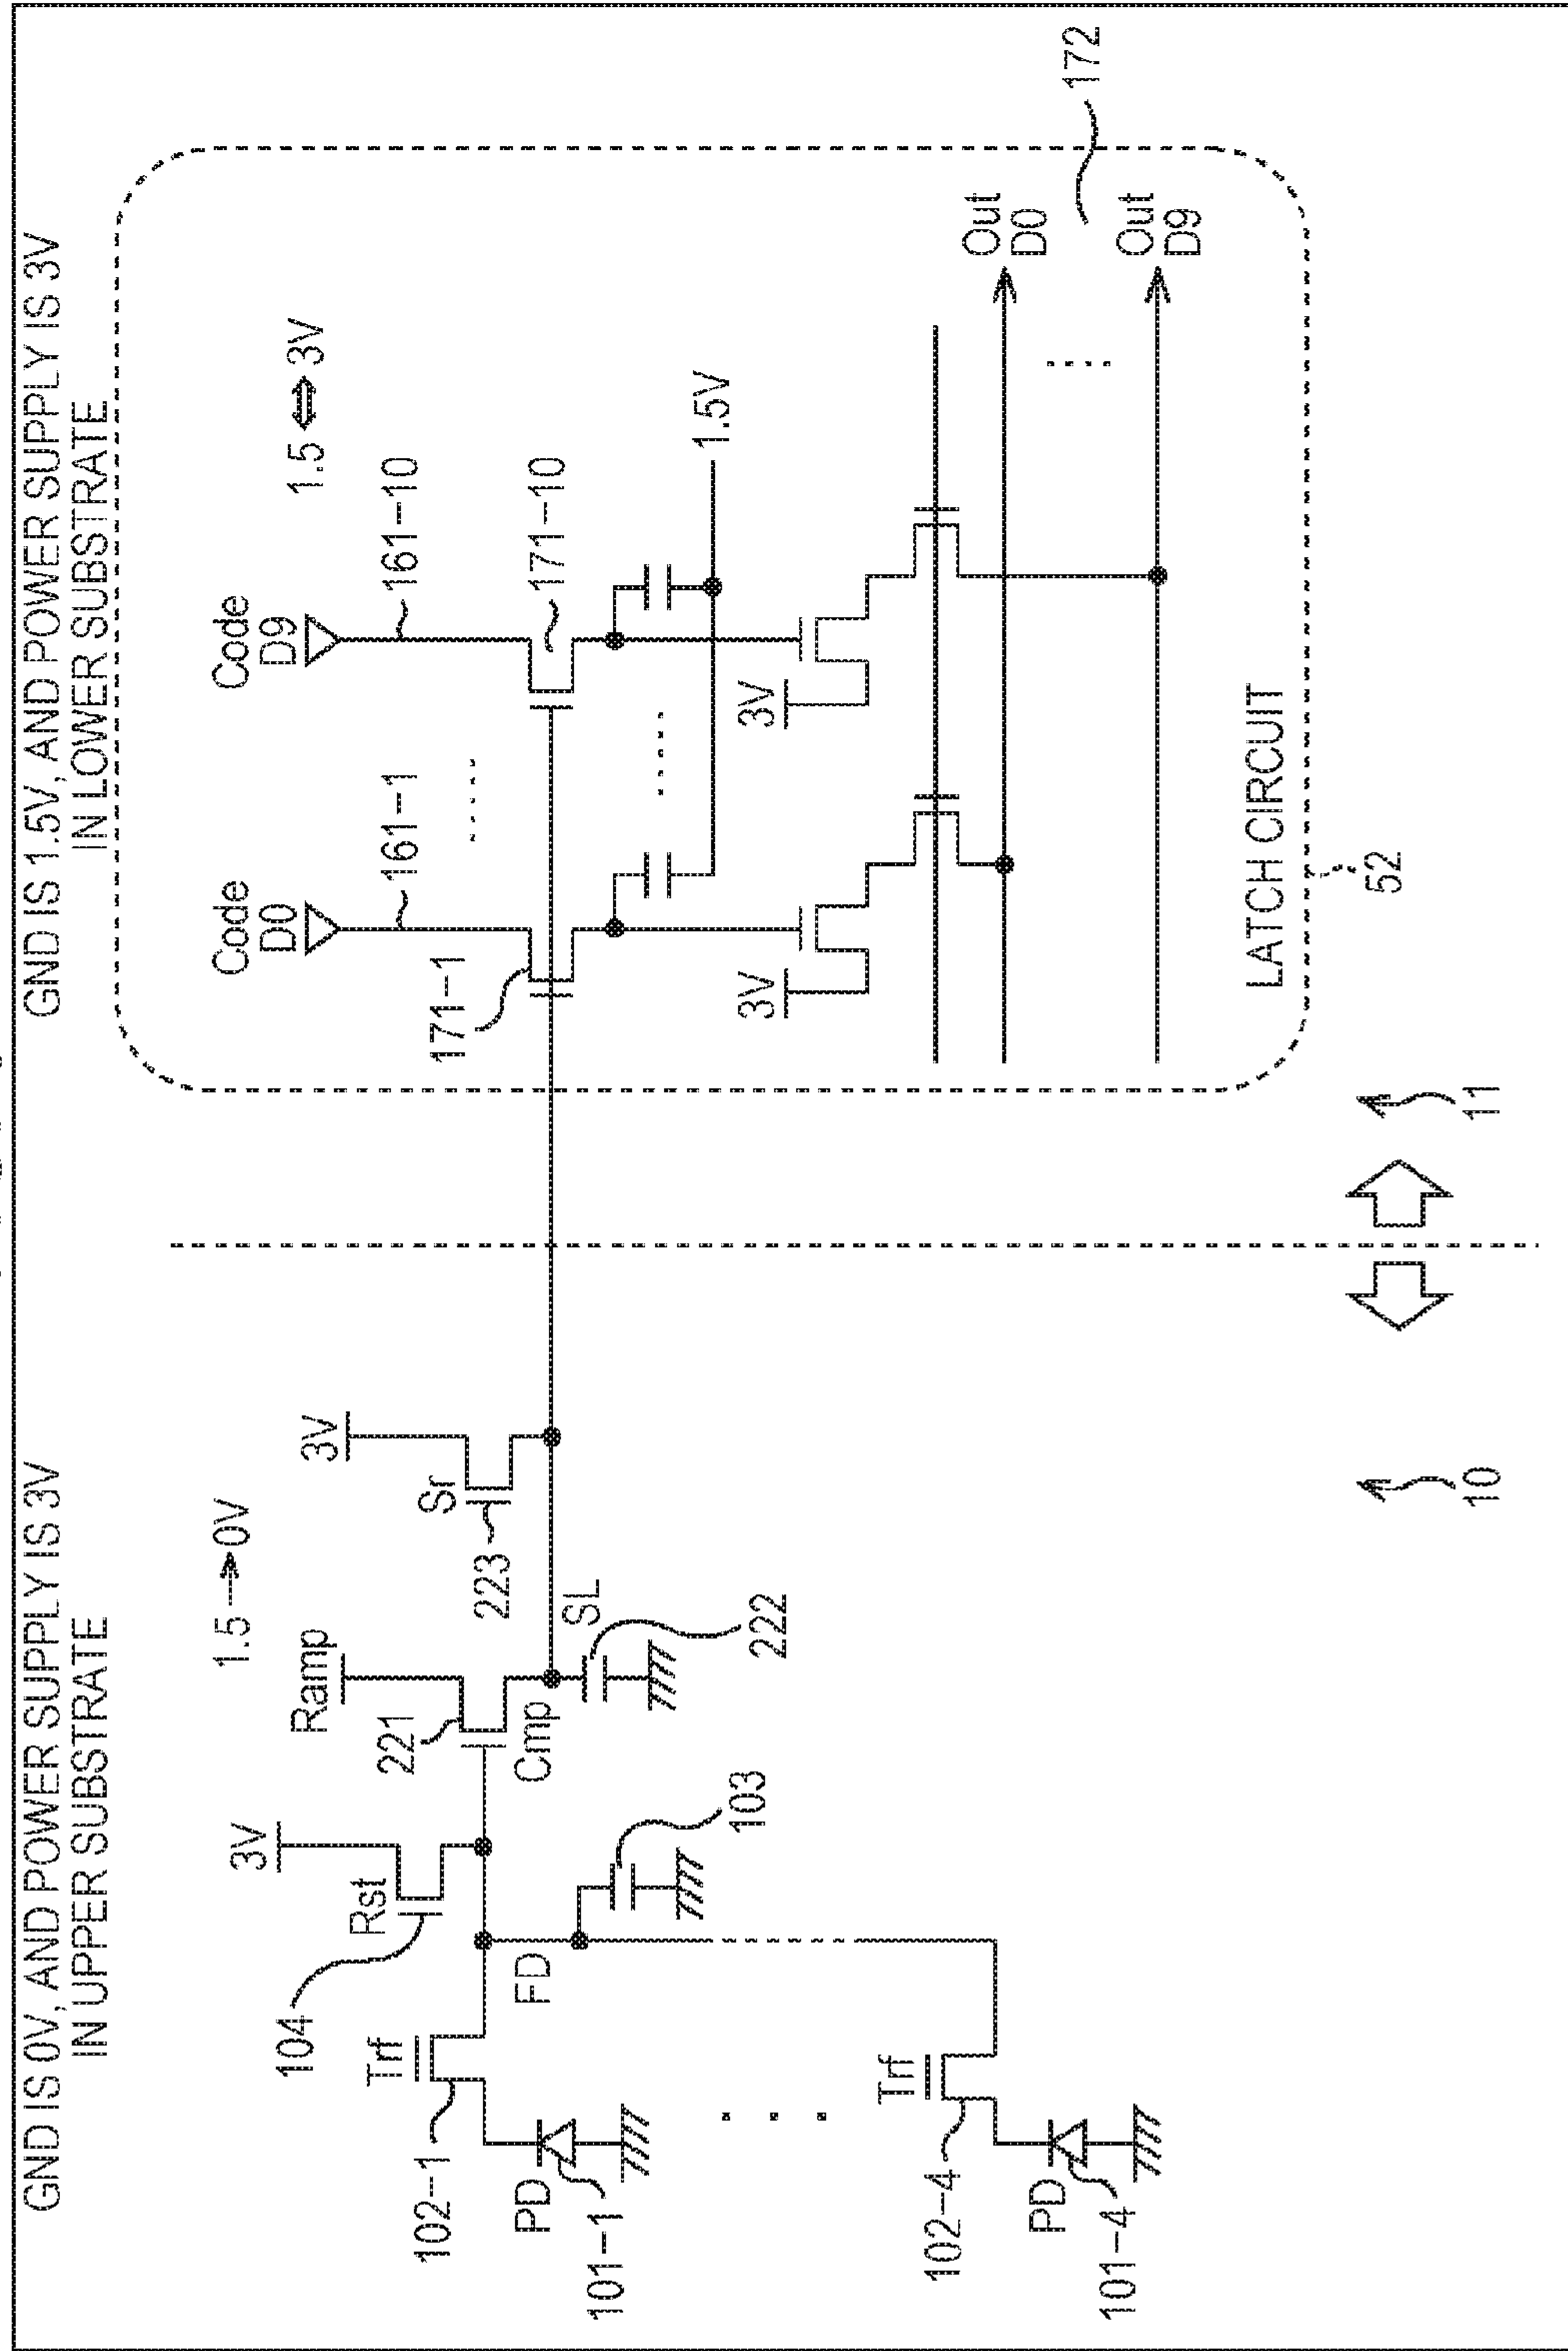 GND IS 0V, AND POWER SUPPLY IS 3V
IN UPPER SUBSTRATE
GND IS 1.5V, AND POWER SUPPLY IS 3V
IN LOWER SUBSTRATE
1.5→0V
3V
Ramp
3V
104
Rst
221
223
Sr
Trf
102-1
FD
Cmp
SL
PD
101-1
103
222
Trf
102-4
PD
101-4
10
11
Code
D0
Code
D9
1.5⇔3V
161-1
161-10
171-1
171-10
1.5V
3V
3V
Out
D0
Out
D9
172
LATCH CIRCUIT
52